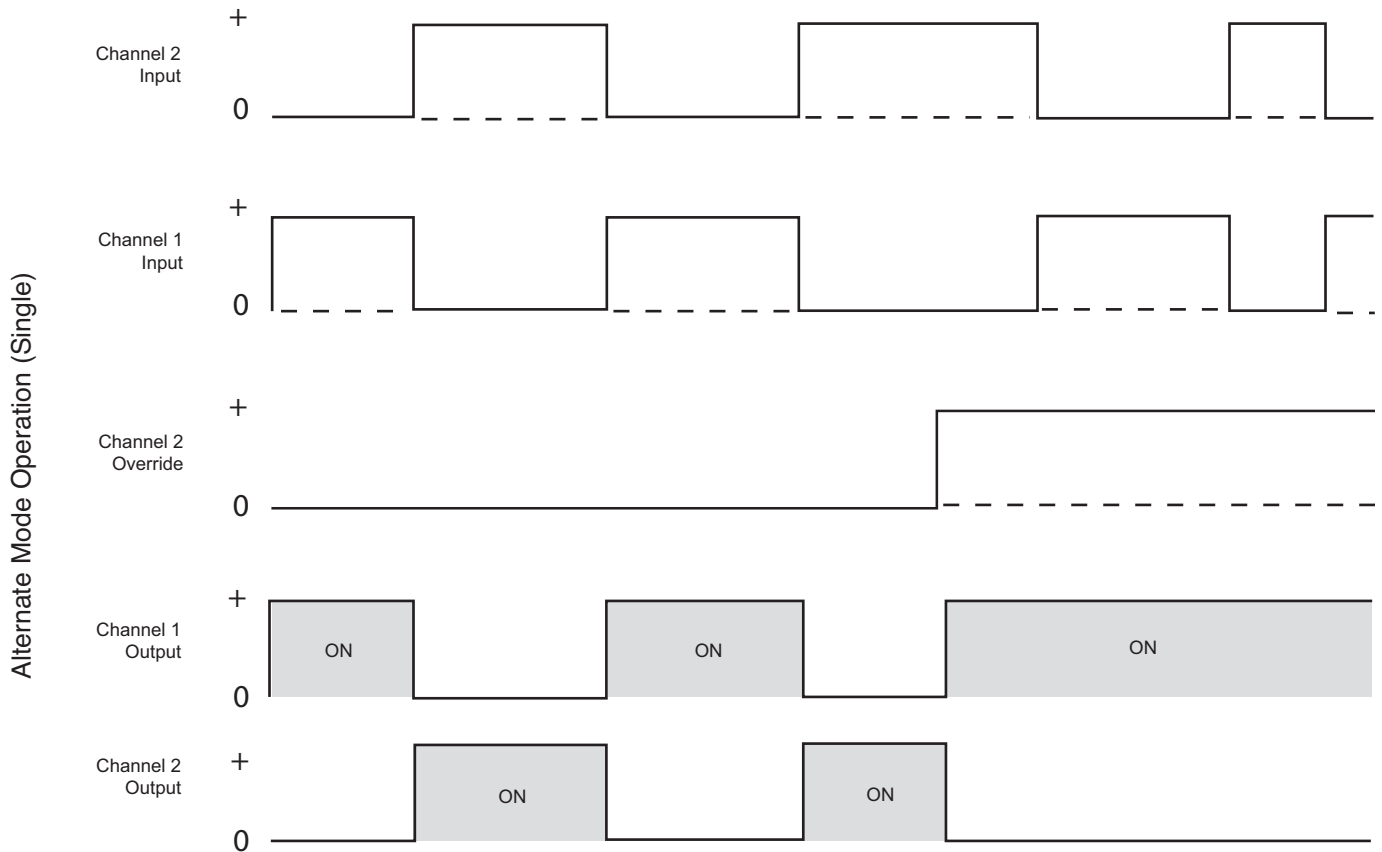 Alternate Mode Operation (Single)
+
Channel 2
Input
0
+
Channel 1
Input
0
+
Channel 2
Override
0
+
Channel 1
Output
ON
ON
ON
0
+
Channel 2
Output
ON
ON
0